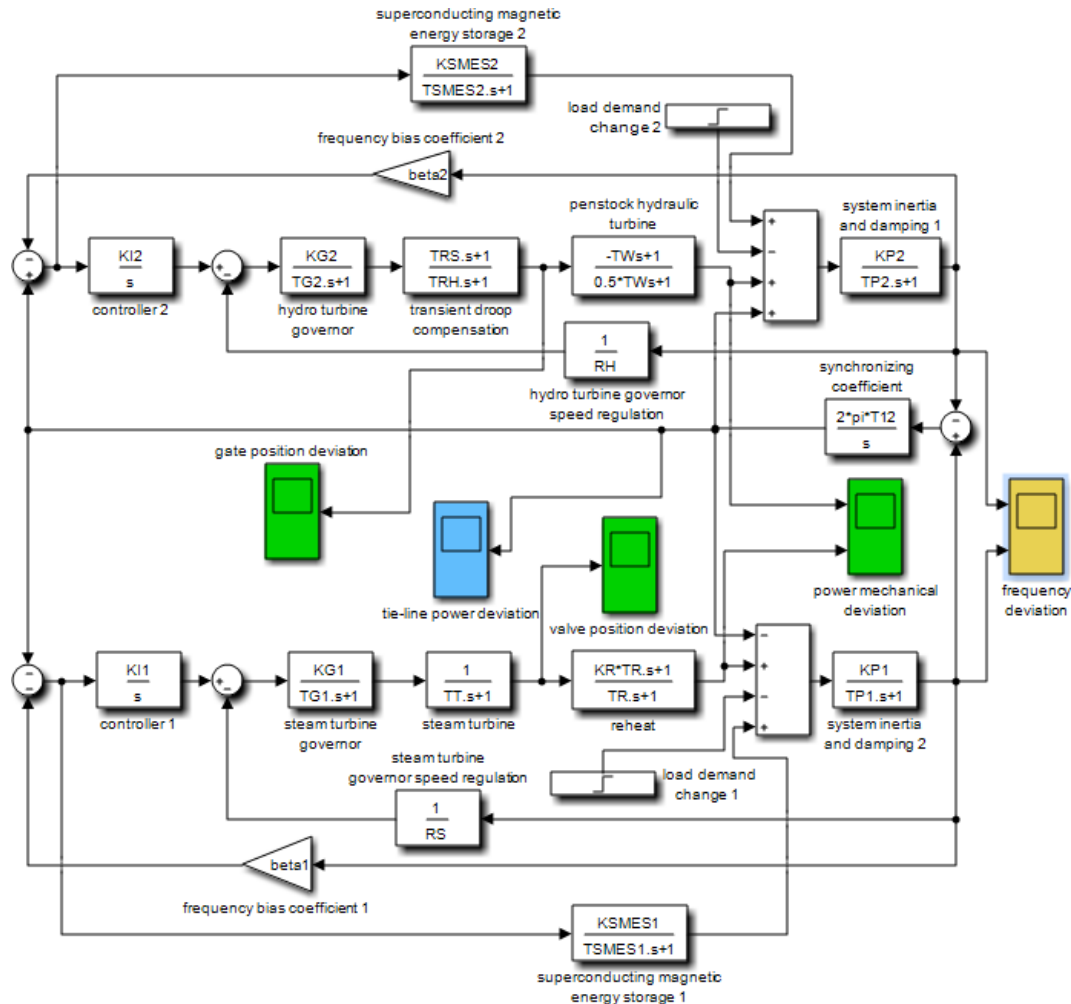 superconducting magnetic
energy storage 2
KSMES2
TSMES2.s+1
load demand
change 2
frequency bias coefficient 2
beta2
penstock hydraulic
turbine
system inertia
and damping 1
KI2
s
controller 2
KG2
TG2.s+1
hydro turbine
governor
TRS.s+1
TRH.s+1
transient droop
compensation
-TWs+1
0.5*TWs+1
KP2
TP2.s+1
1
RH
hydro turbine governor
speed regulation
synchronizing
coefficient
2*pi*T12
s
gate position deviation
tie-line power deviation
valve position deviation
power mechanical
deviation
frequency
deviation
KI1
s
controller 1
KG1
TG1.s+1
steam turbine
governor
1
TT.s+1
steam turbine
KR*TR.s+1
TR.s+1
reheat
KP1
TP1.s+1
system inertia
and damping 2
steam turbine
governor speed regulation
1
RS
load demand
change 1
beta1
frequency bias coefficient 1
KSMES1
TSMES1.s+1
superconducting magnetic
energy storage 1